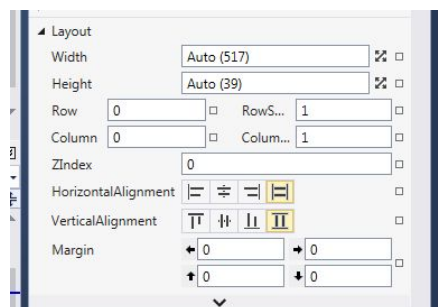 Layout
Width Auto (517)
Height Auto (39)
Row 0 RowS... 1
Column 0 Colum... 1
ZIndex 0
HorizontalAlignment
VerticalAlignment
Margin 0 0
0 0